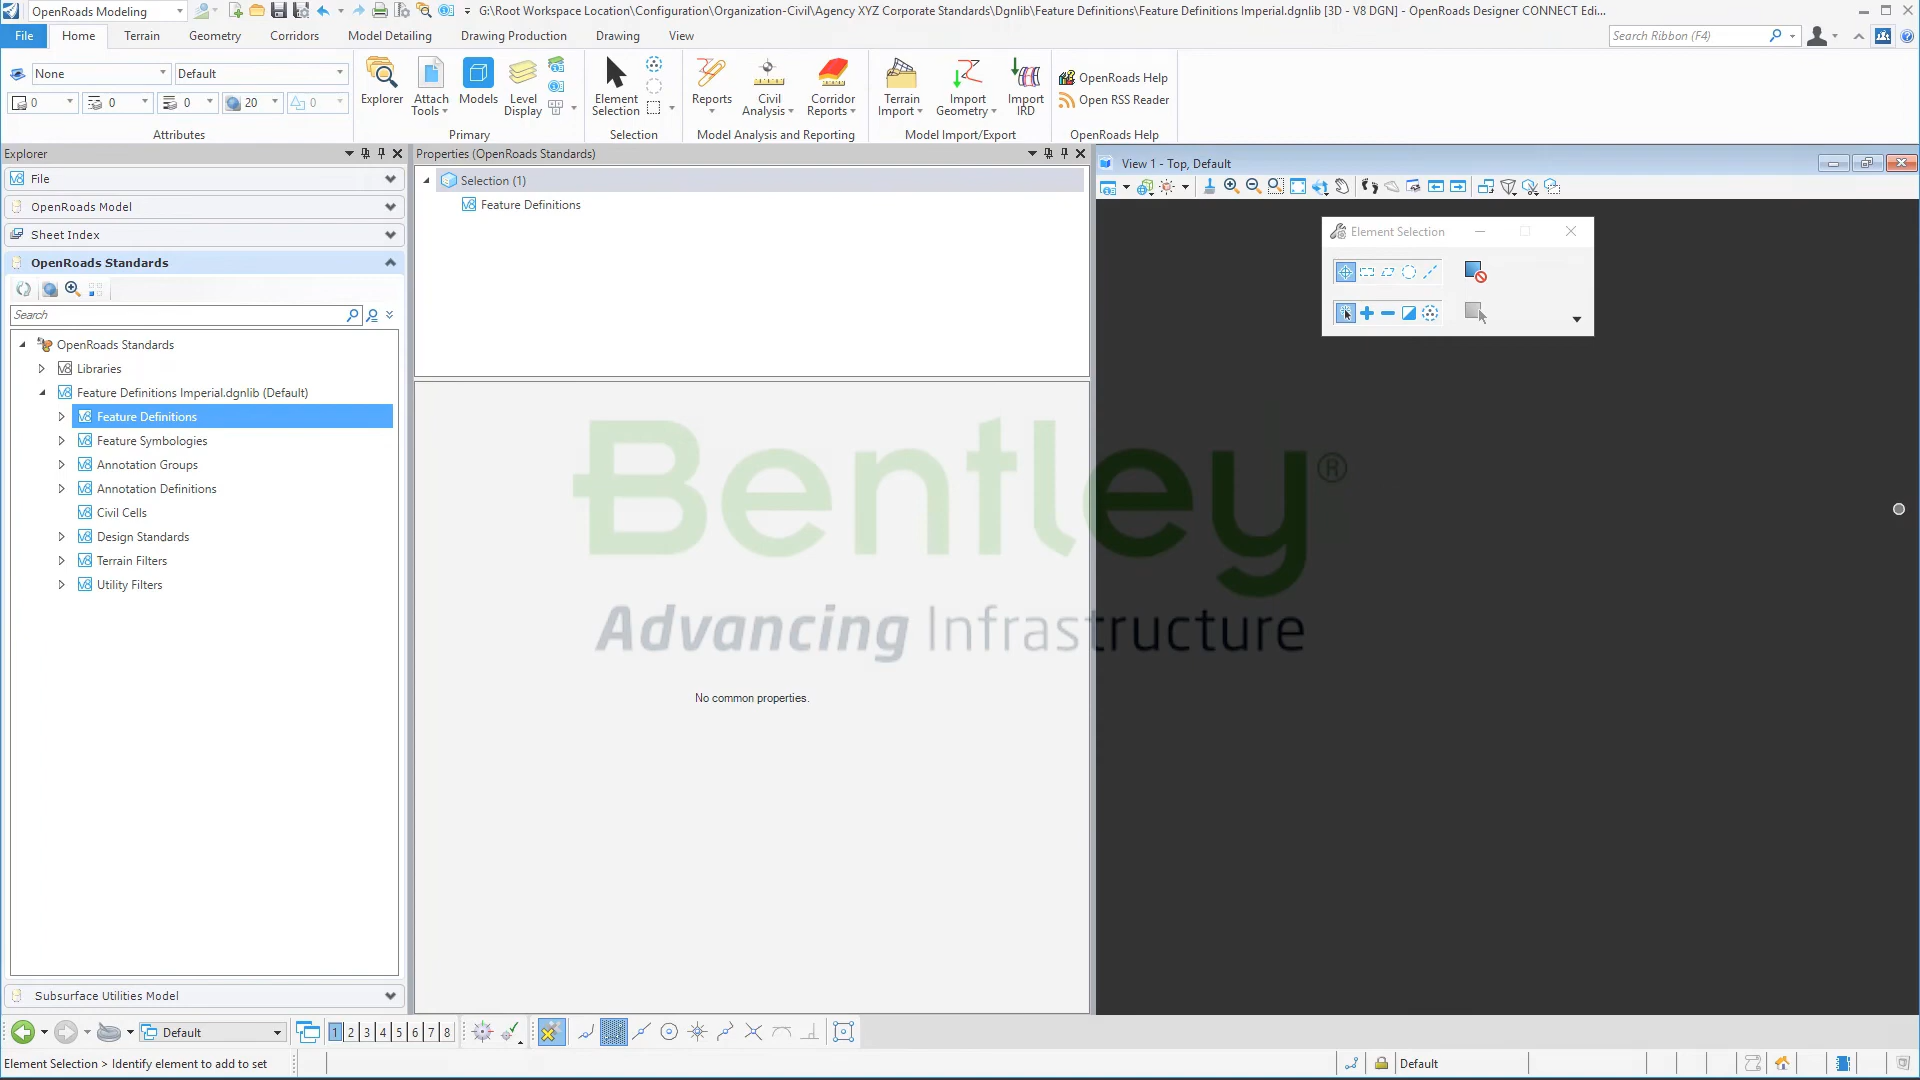 OpenRoads Modeling
G:\Root Workspace Location\Configuration\Organization-Civil\Agency XYZ Corporate Standards\Dgnlib\Feature Definitions\Feature Definitions Imperial.dgnlib [3D - V8 DGN] - OpenRoads Designer CONNECT Edi...
File Home Terrain Geometry Corridors Model Detailing Drawing Production Drawing View
Search Ribbon (F4)
None Default
0 0 0 20 0
Attributes
Explorer
Attach Tools
Models
Level Display
Primary
Element Selection
Selection
Reports
Civil Analysis
Corridor Reports
Model Analysis and Reporting
Terrain Import
Import Geometry
Import IRD
Model Import/Export
OpenRoads Help
Open RSS Reader
OpenRoads Help
Explorer
File
OpenRoads Model
Sheet Index
OpenRoads Standards
Search
OpenRoads Standards
Libraries
Feature Definitions Imperial.dgnlib (Default)
Feature Definitions
Feature Symbologies
Annotation Groups
Annotation Definitions
Civil Cells
Design Standards
Terrain Filters
Utility Filters
Subsurface Utilities Model
Properties (OpenRoads Standards)
Selection (1)
Feature Definitions
No common properties.
View 1 - Top, Default
Element Selection
Bentley®
Advancing Infrastructure
Default
1 2 3 4 5 6 7 8
Element Selection > Identify element to add to set
Default